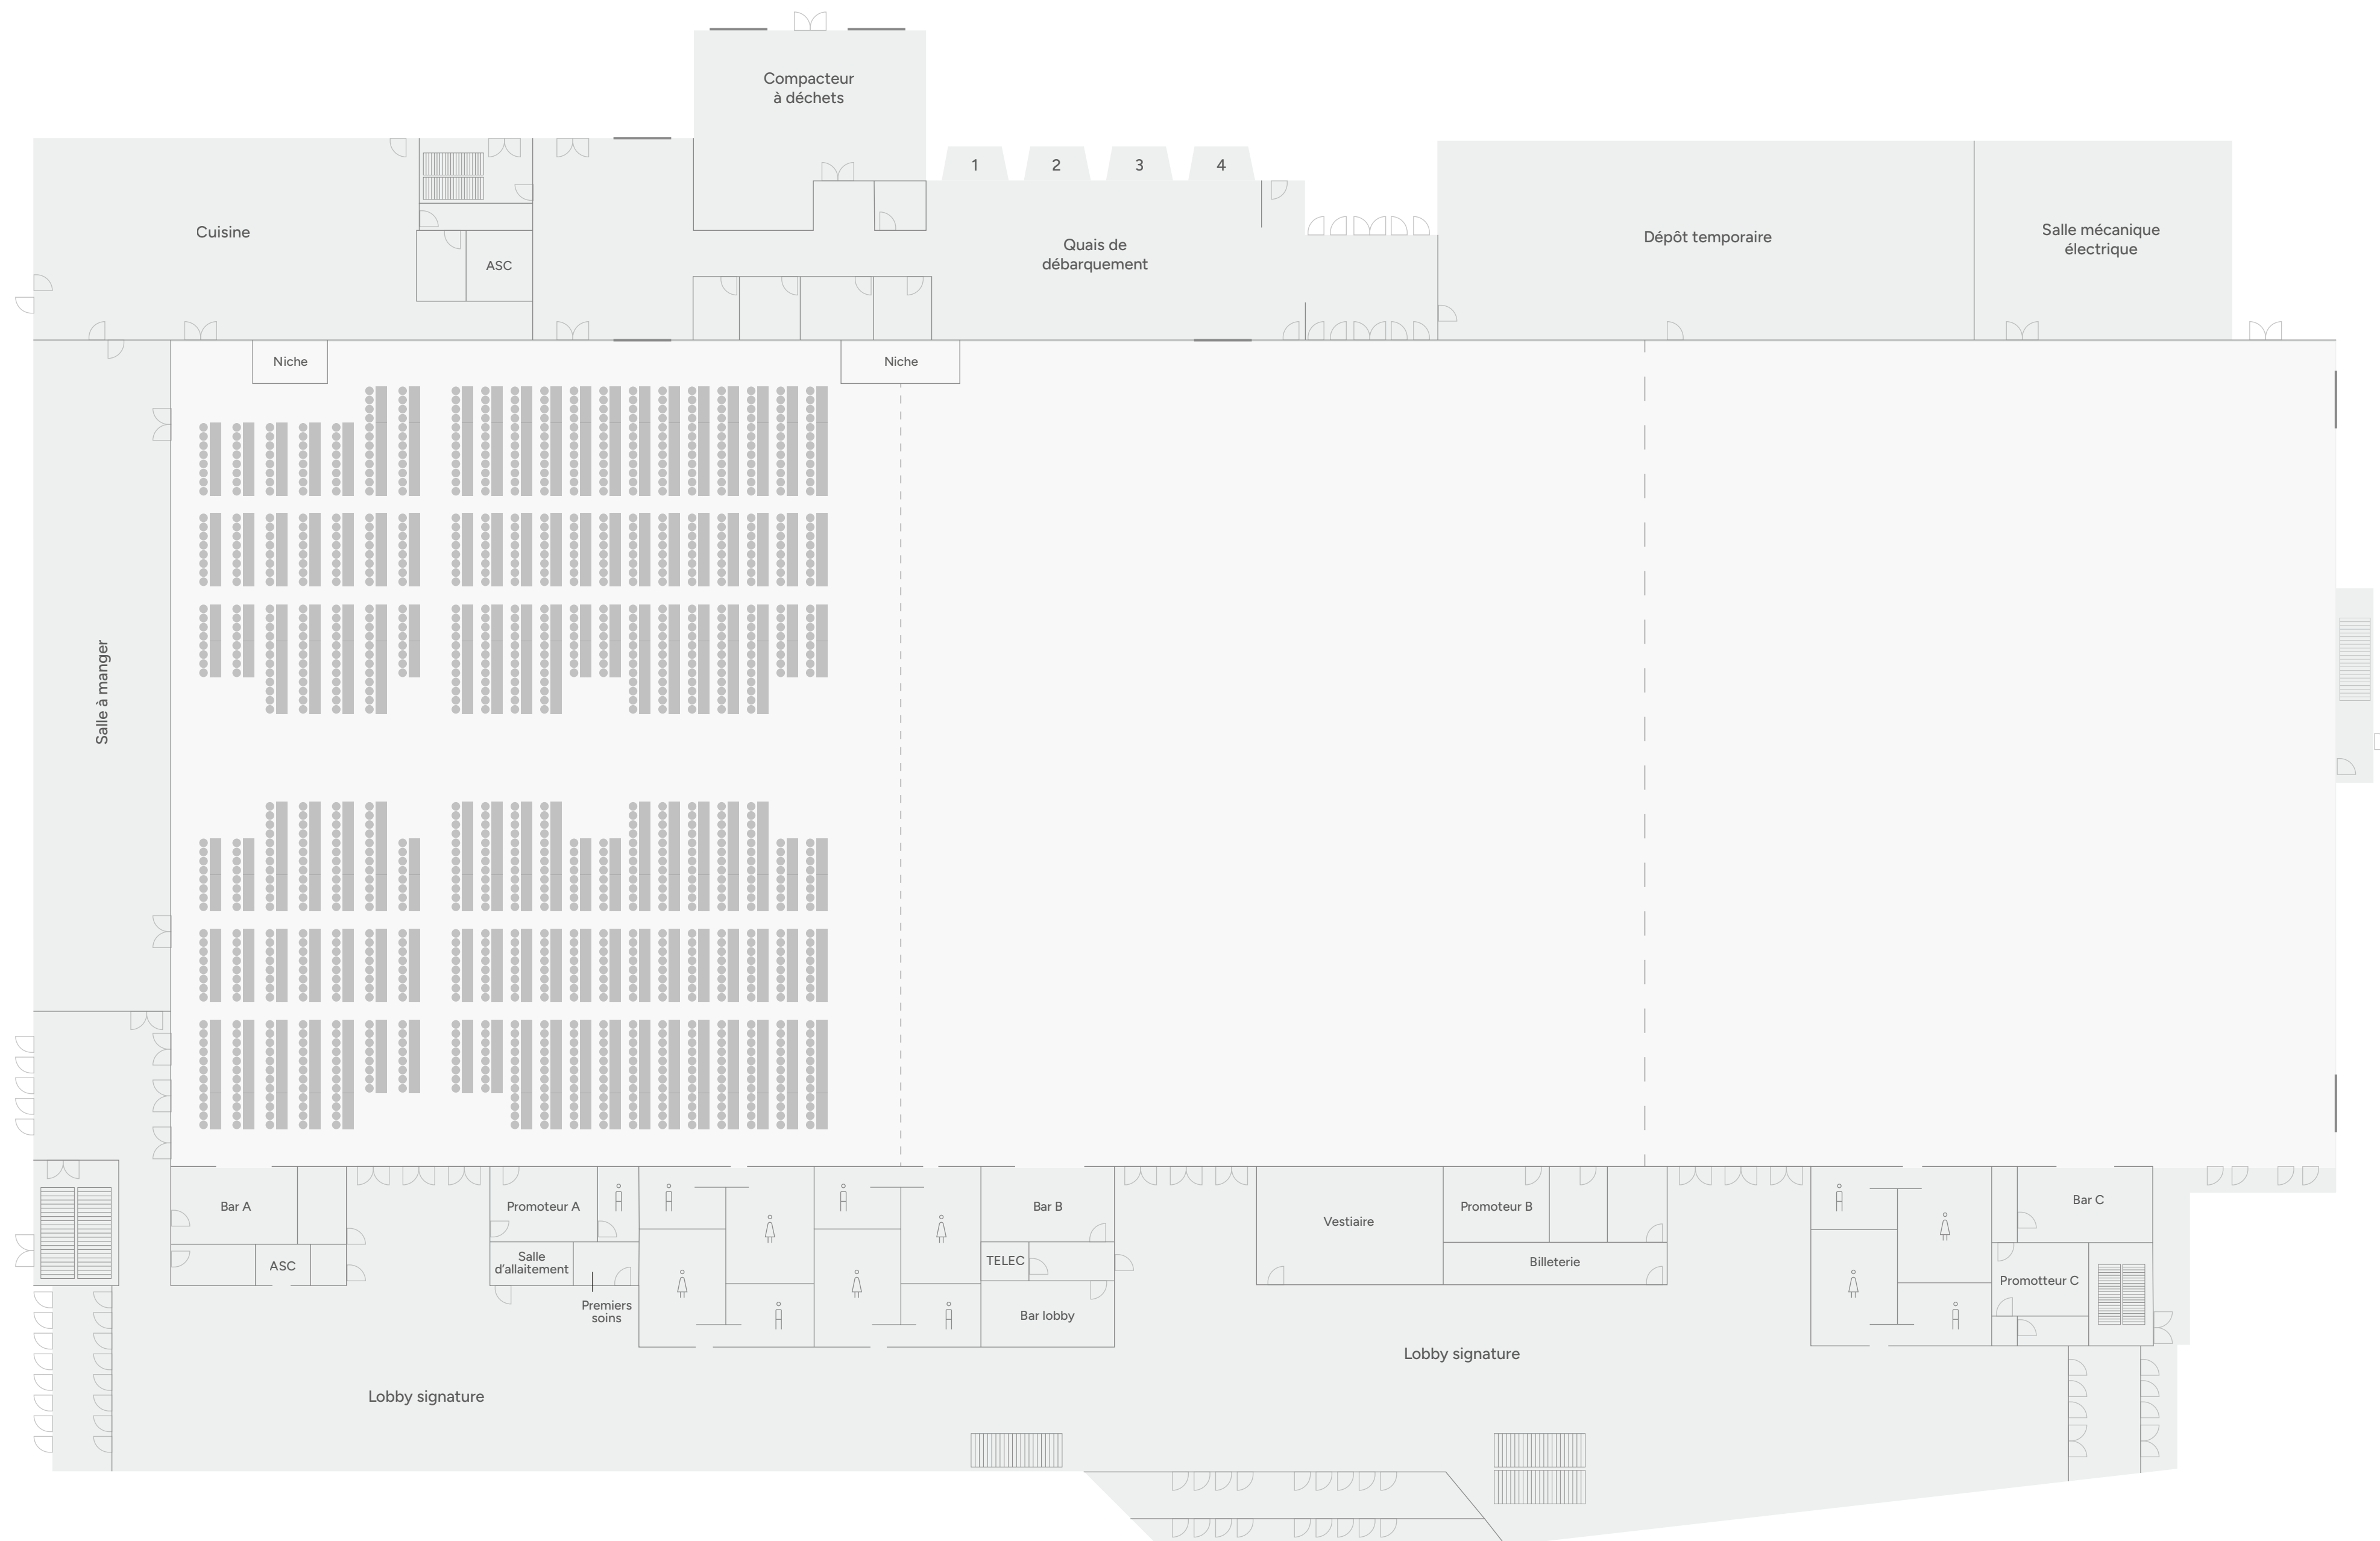 Compacteur
à déchets
1
2
3
4
Cuisine
ASC
Quais de
débarquement
Dépôt temporaire
Salle mécanique
électrique
Niche
Niche
Salle à manger
Bar A
ASC
Promoteur A
Salle
d'allaitement
Premiers
soins
Bar B
TELEC
Bar lobby
Vestiaire
Promoteur B
Billeterie
Bar C
Promotteur C
Lobby signature
Lobby signature